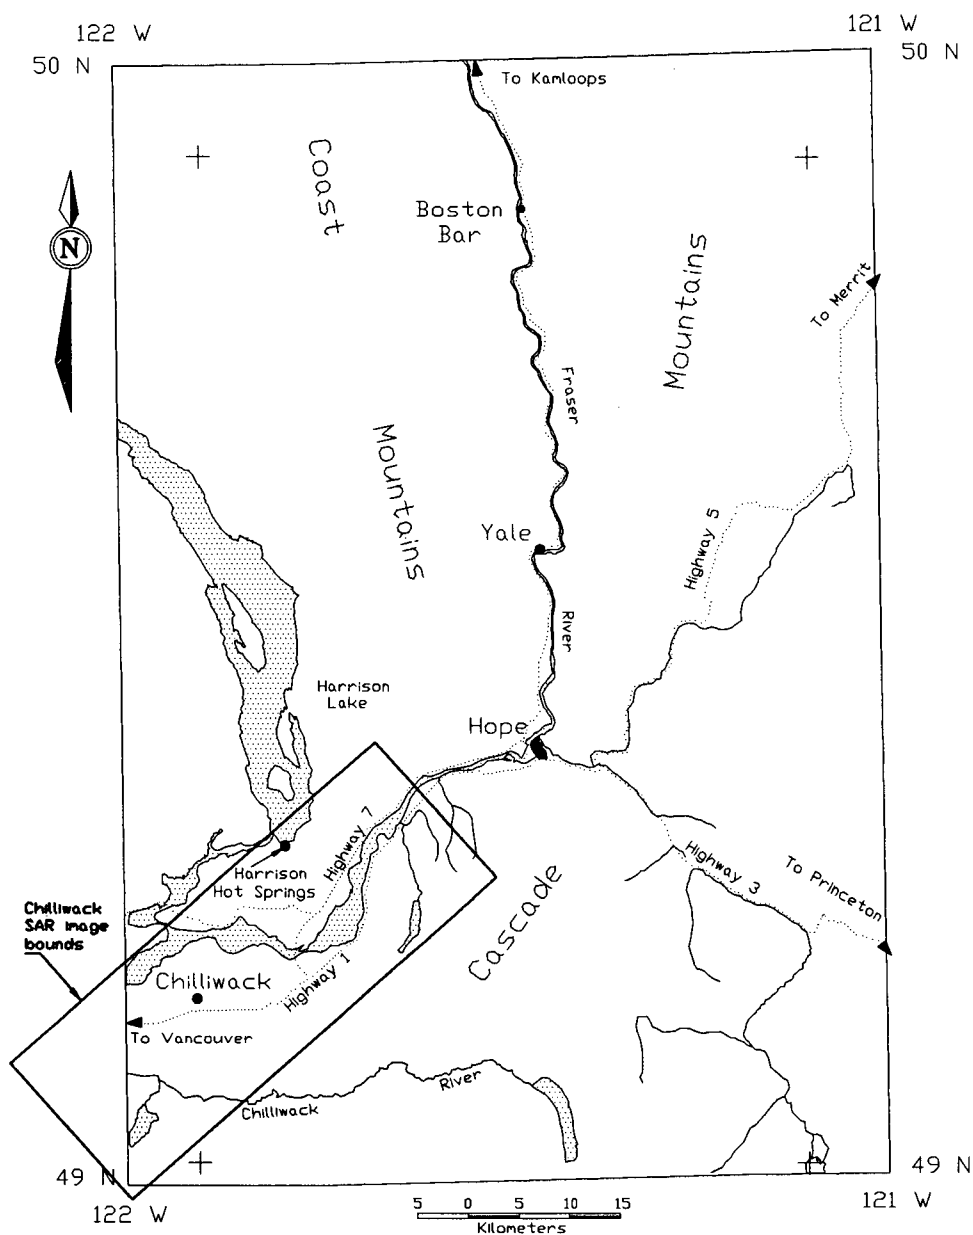 122 W
121 W
50 N
50 N
To Kamloops
Coast
N
Boston
Bar
Mountains
To Merrit
Fraser
Mountains
Highway 5
Yale
River
Harrison
Lake
Hope
Highway 7
Harrison
Hot Springs
Highway 3
To Princeton
Cascade
Chilliwack
SAR Image
bounds
Chilliwack
Highway 1
To Vancouver
River
Chilliwack
49 N
49 N
122 W
121 W
5 0 5 10 15
Kilometers